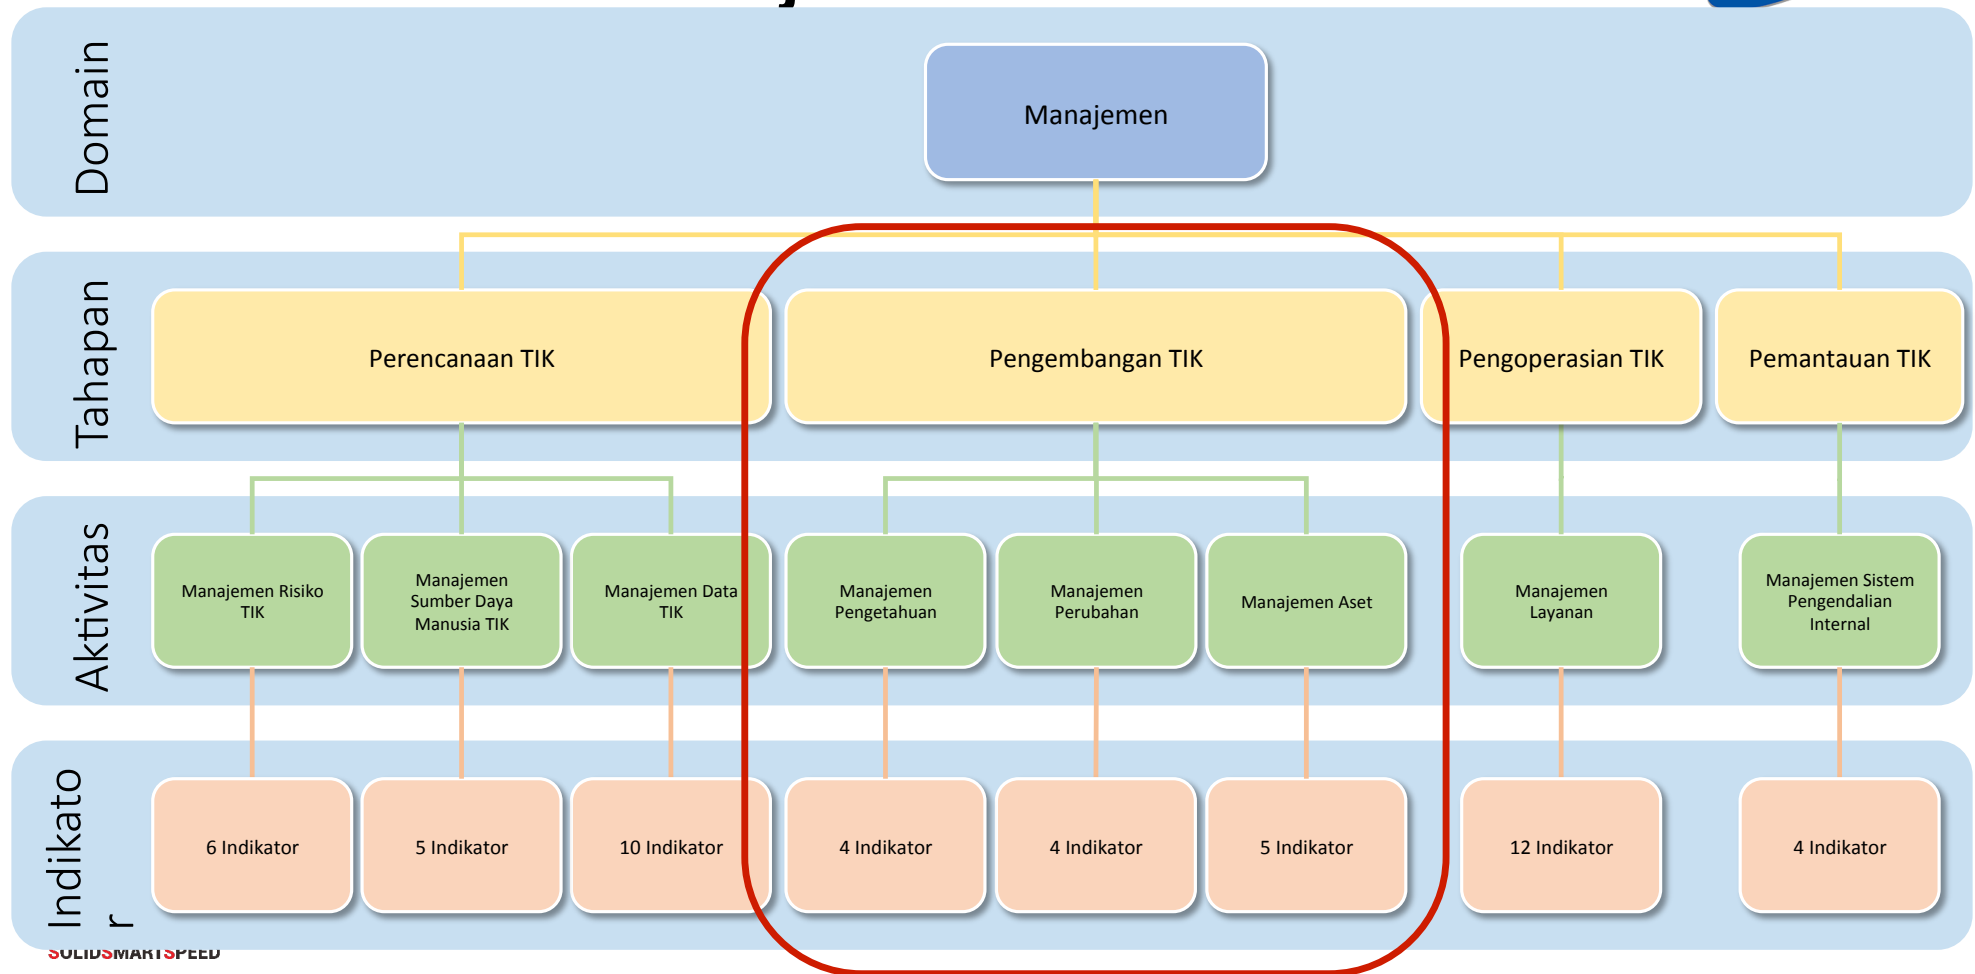 Domain
Manajemen
Tahapan
Perencanaan TIK
Pengembangan TIK
Pengoperasian TIK
Pemantauan TIK
Aktivitas
Manajemen Risiko
TIK
Manajemen
Sumber Daya
Manusia TIK
Manajemen Data
TIK
Manajemen
Pengetahuan
Manajemen
Perubahan
Manajemen Aset
Manajemen
Layanan
Manajemen Sistem
Pengendalian
Internal
Indikato
r
6 Indikator
5 Indikator
10 Indikator
4 Indikator
4 Indikator
5 Indikator
12 Indikator
4 Indikator
SOLIDSMARTSPEED